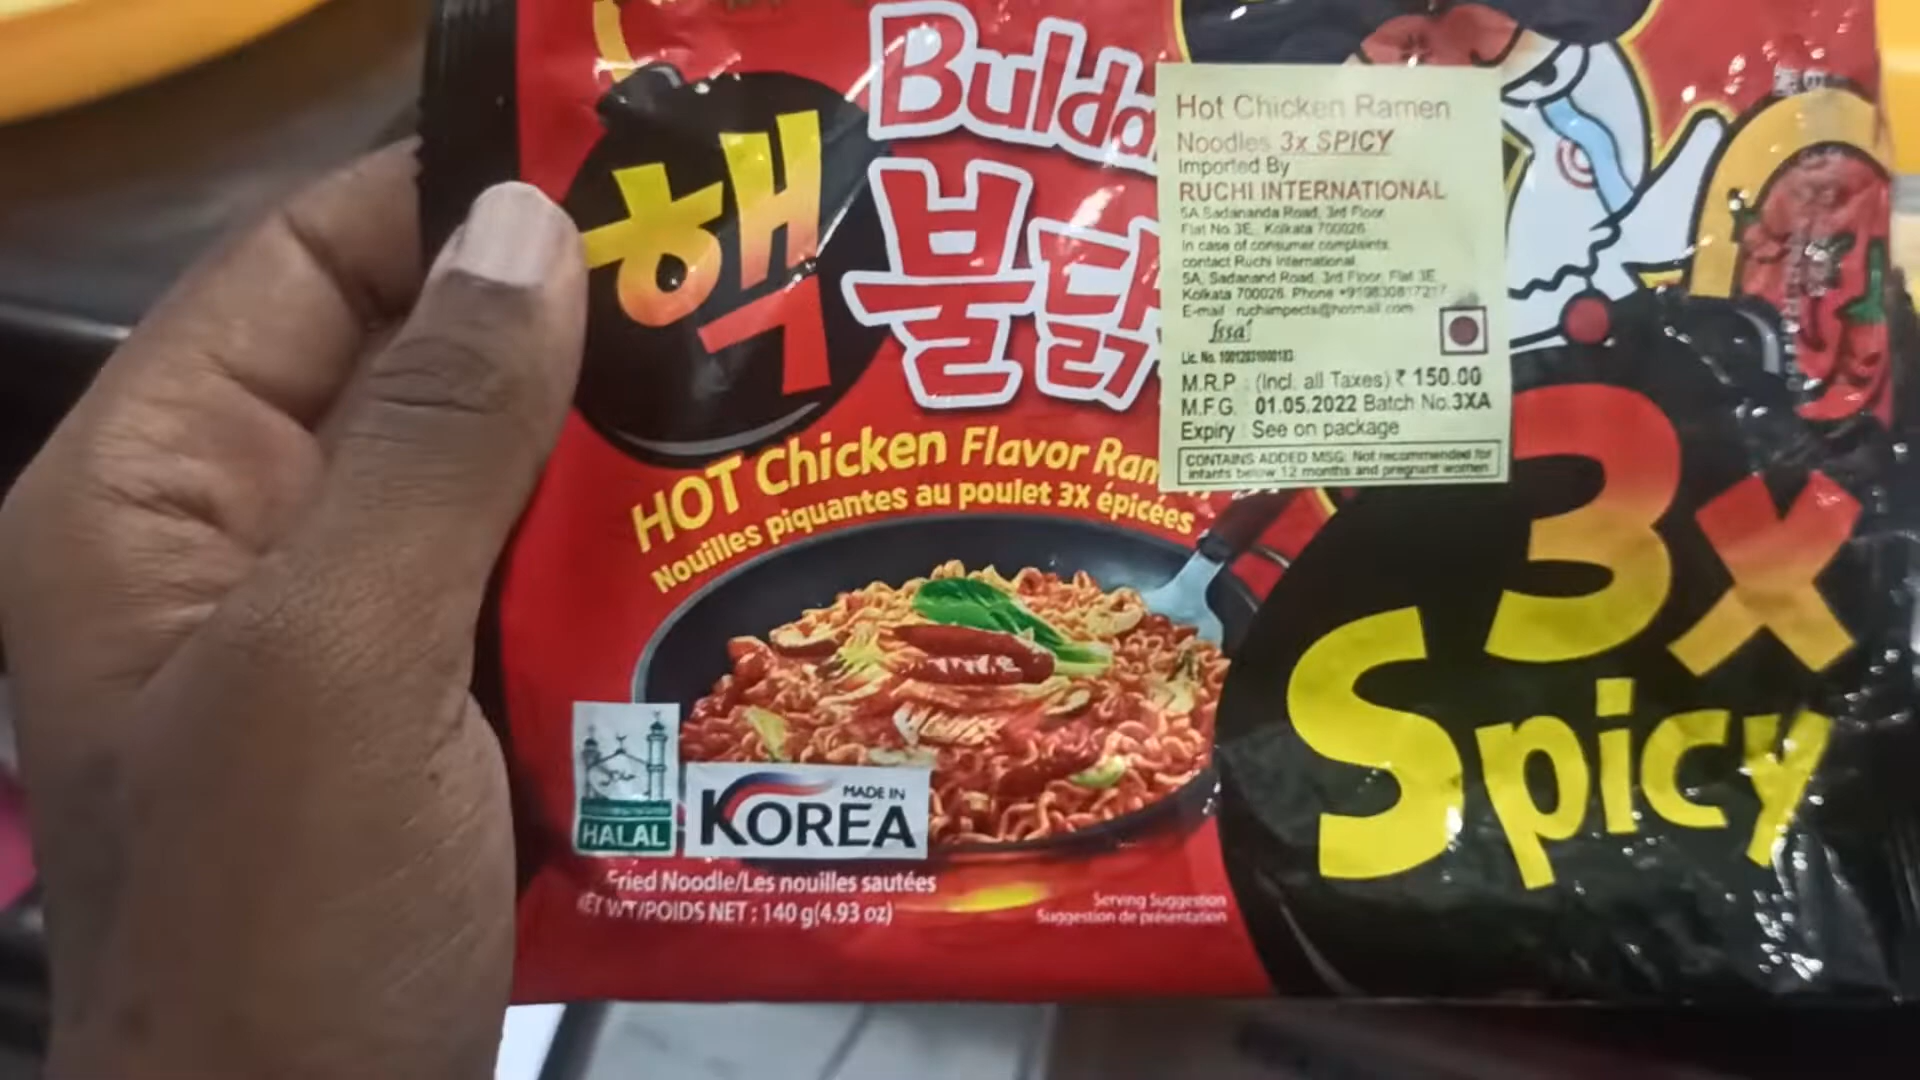 Bulda
핵
불닭
HOT Chicken Flavor Ram
Nouilles piquantes au poulet 3X épicées
Hot Chicken Ramen
Noodles 3x SPICY
Imported By
RUCHI INTERNATIONAL
5A Sadananda Road, 3rd Floor
Flat No 3E, Kolkata 700026
In case of consumer complaints
contact Ruchi International
5A, Sadanand Road, 3rd Floor, Flat 3E
Kolkata 700026. Phone
E-mail
fssai
Lic. No.
M.R.P : (Incl. all Taxes) ₹ 150.00
M.F.G. 01.05.2022 Batch No.3XA
Expiry : See on package
CONTAINS ADDED MSG: Not recommended for
infants below 12 months and pregnant women
3x
Spicy
HALAL
MADE IN
KOREA
Fried Noodle/Les nouilles sautées
ET WT/POIDS NET : 140 g(4.93 oz)
Serving Suggestion
Suggestion de présentation